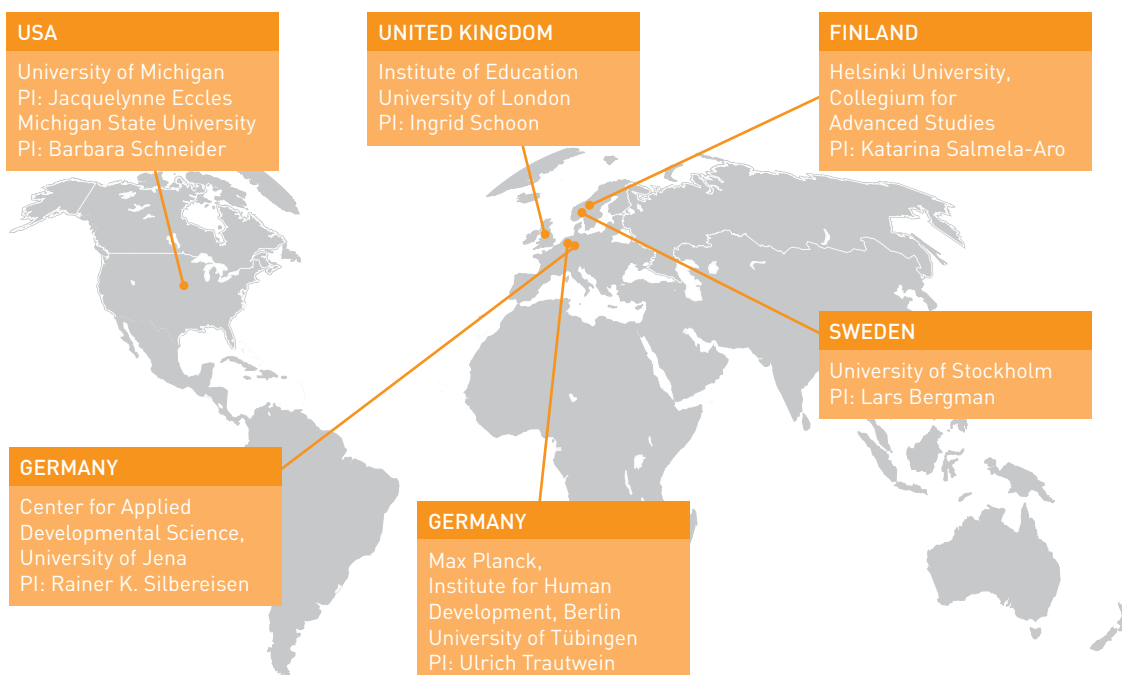 USA
University of Michigan
PI: Jacquelynne Eccles
Michigan State University
PI: Barbara Schneider
UNITED KINGDOM
Institute of Education
University of London
PI: Ingrid Schoon
FINLAND
Helsinki University,
Collegium for
Advanced Studies
PI: Katarina Salmela-Aro
SWEDEN
University of Stockholm
PI: Lars Bergman
GERMANY
Center for Applied
Developmental Science,
University of Jena
PI: Rainer K. Silbereisen
GERMANY
Max Planck,
Institute for Human
Development, Berlin
University of Tübingen
PI: Ulrich Trautwein